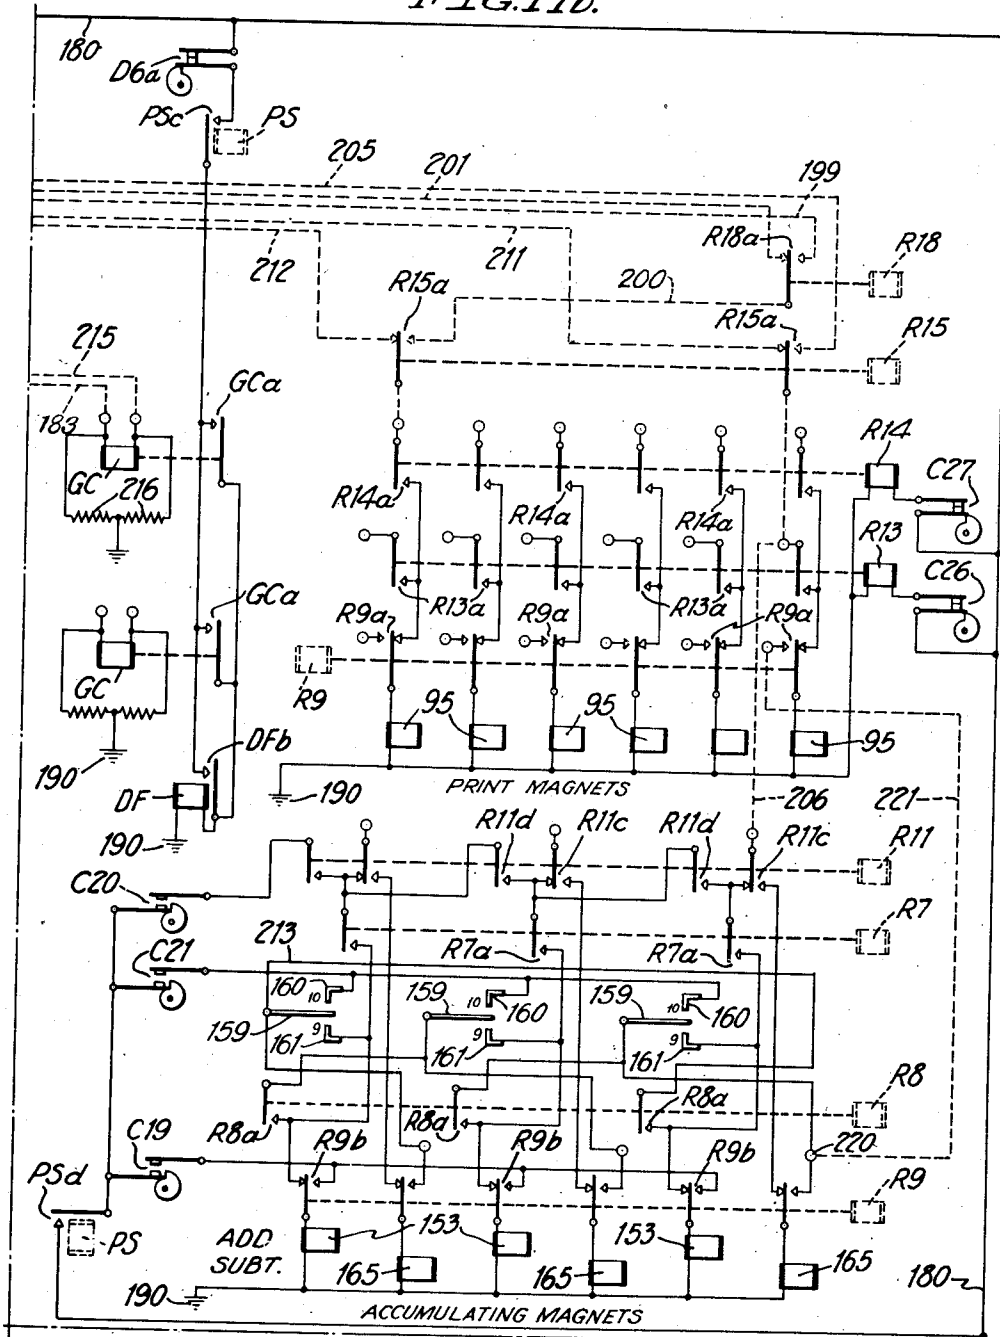 FIG.11b.
180
D6a
PSc
PS
205
201
199
R18a
R18
212
211
R15a
200
R15a
R15
215
183
GCa
GC
216
R14
C27
R14a
R14a
R14a
R13
C26
R13a
R13a
GCa
R9a
R9a
R9a
GC
R9
190
DFb
95
95
95
DF
190
PRINT MAGNETS
206
221
190
R11d
R11c
R11d
R11c
R11
C20
R7
C21
213
R7a
R7a
160
10
159
10
160
159
10
160
159
161
9
161
9
161
9
R8
R8a
R8a
R8a
C19
R9b
R9b
R9b
220
PSd
R9
PS
ADD
SUBT.
153
153
165
165
165
190
180
ACCUMULATING MAGNETS